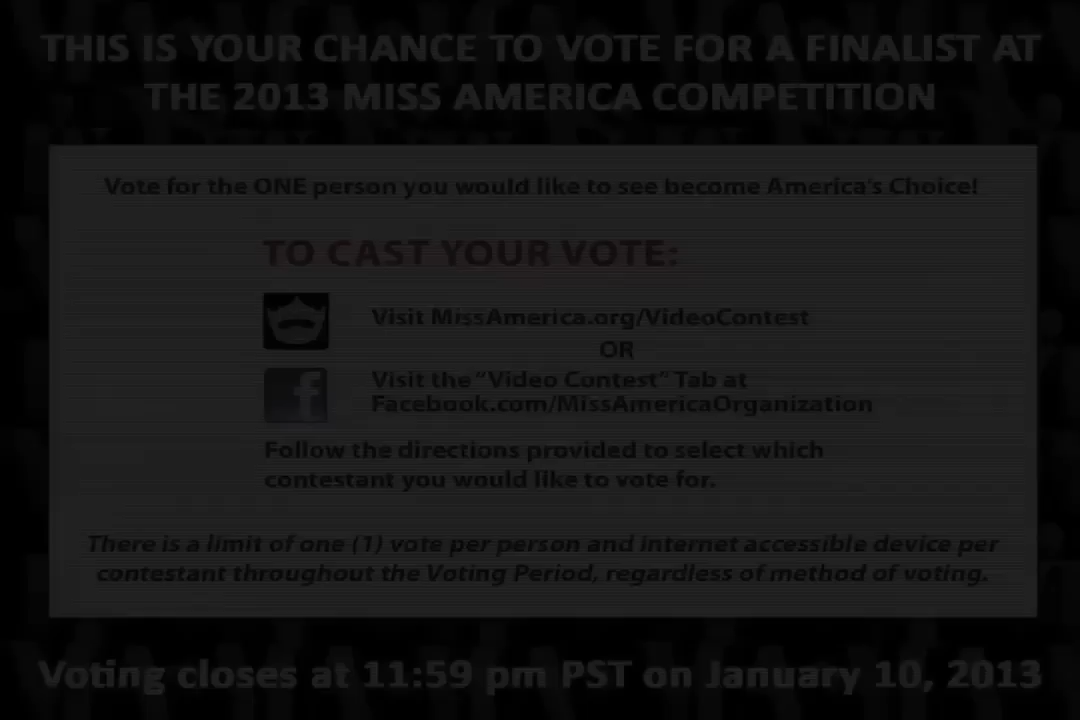 THIS IS YOUR CHANCE TO VOTE FOR A FINALIST AT
THE 2013 MISS AMERICA COMPETITION
Vote for the ONE person you would like to see become America's Choice!
TO CAST YOUR VOTE:
Visit MissAmerica.org/VideoContest
OR
f
Visit the "Video Contest" Tab at
Facebook.com/MissAmericaOrganization
Follow the directions provided to select which
contestant you would like to vote for.
There is a limit of one (1) vote per person and Internet accessible device per
contestant throughout the Voting Period, regardless of method of voting.
Voting closes at 11:59 pm PST on January 10, 2013